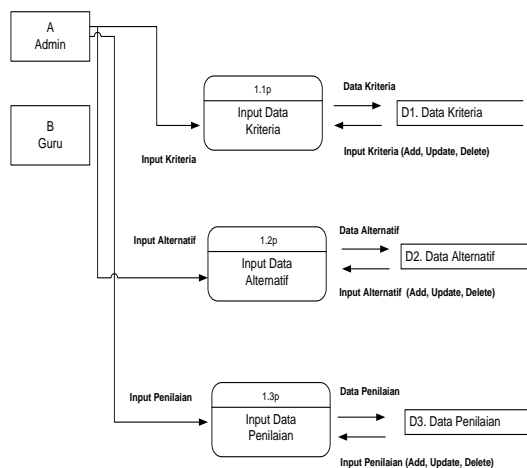 A
Admin
B
Guru
1.1p
Input Data
Kriteria
Data Kriteria
D1. Data Kriteria
Input Kriteria
Input Kriteria (Add, Update, Delete)
Input Alternatif
1.2p
Input Data
Alternatif
Data Alternatif
D2. Data Alternatif
Input Alternatif (Add, Update, Delete)
Input Penilaian
1.3p
Input Data
Penilaian
Data Penilaian
D3. Data Penilaian
Input Penilaian (Add, Update, Delete)